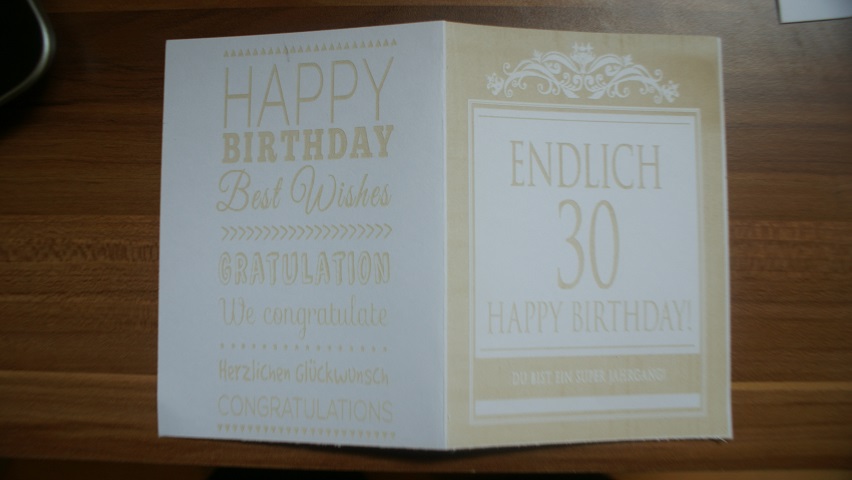 HAPPY
BIRTHDAY
Best Wishes
GRATULATION
We congratulate
Herzlichen Glückwunsch
CONGRATULATIONS
ENDLICH
30
HAPPY BIRTHDAY!
DU BIST EIN SUPER JAHRGANG!